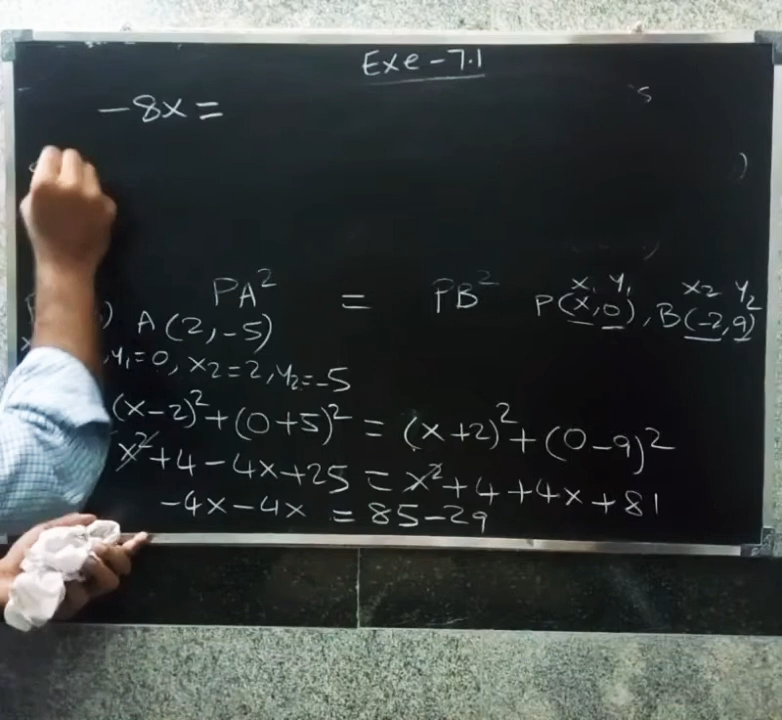 Exe-7.1
-8x =
PA² = PB²
x₁ y₁ x₂ y₂
P(x,0), B(-2,9)
A(2,-5)
y₁=0, x₂=2, y₂=-5
(x-2)²+(0+5)² = (x+2)²+(0-9)²
x²+4-4x+25 = x²+4+4x+81
-4x-4x = 85-29